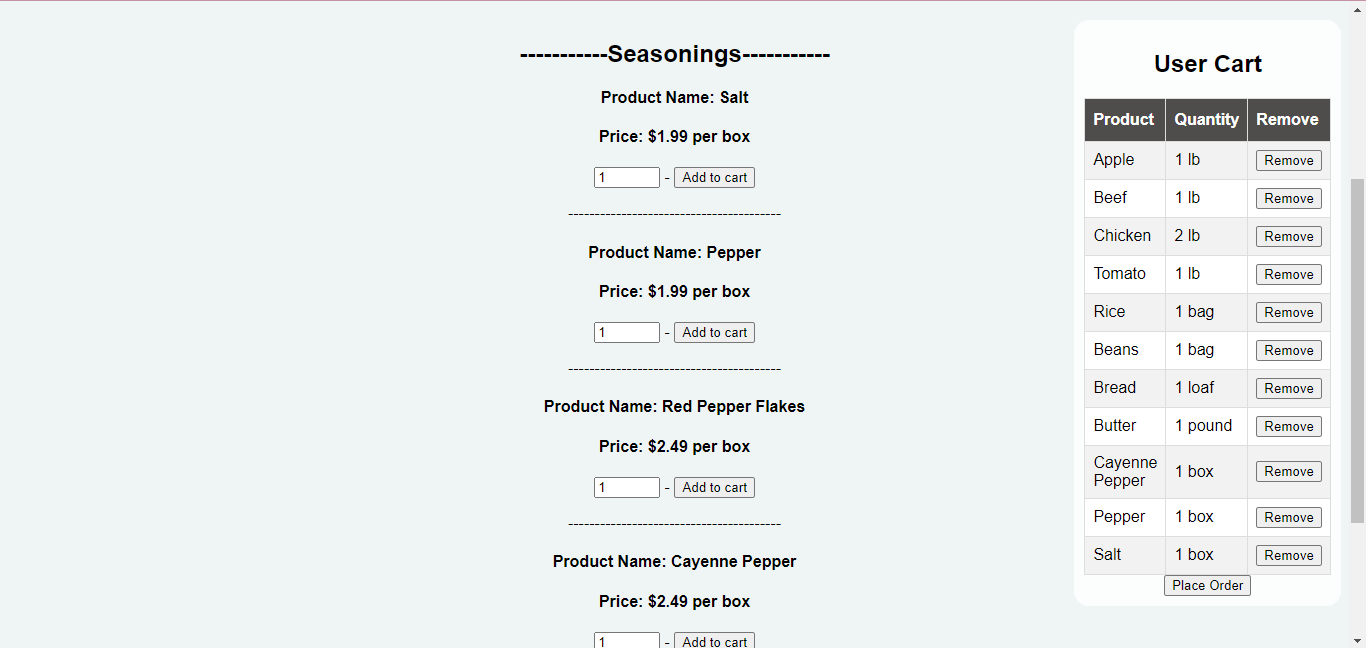 -----------Seasonings-----------
Product Name: Salt
Price: $1.99 per box
1 - Add to cart
----------------------------------------
Product Name: Pepper
Price: $1.99 per box
1 - Add to cart
----------------------------------------
Product Name: Red Pepper Flakes
Price: $2.49 per box
1 - Add to cart
----------------------------------------
Product Name: Cayenne Pepper
Price: $2.49 per box
1 - Add to cart
User Cart
Product Quantity Remove
Apple 1 lb Remove
Beef 1 lb Remove
Chicken 2 lb Remove
Tomato 1 lb Remove
Rice 1 bag Remove
Beans 1 bag Remove
Bread 1 loaf Remove
Butter 1 pound Remove
Cayenne
Pepper 1 box Remove
Pepper 1 box Remove
Salt 1 box Remove
Place Order